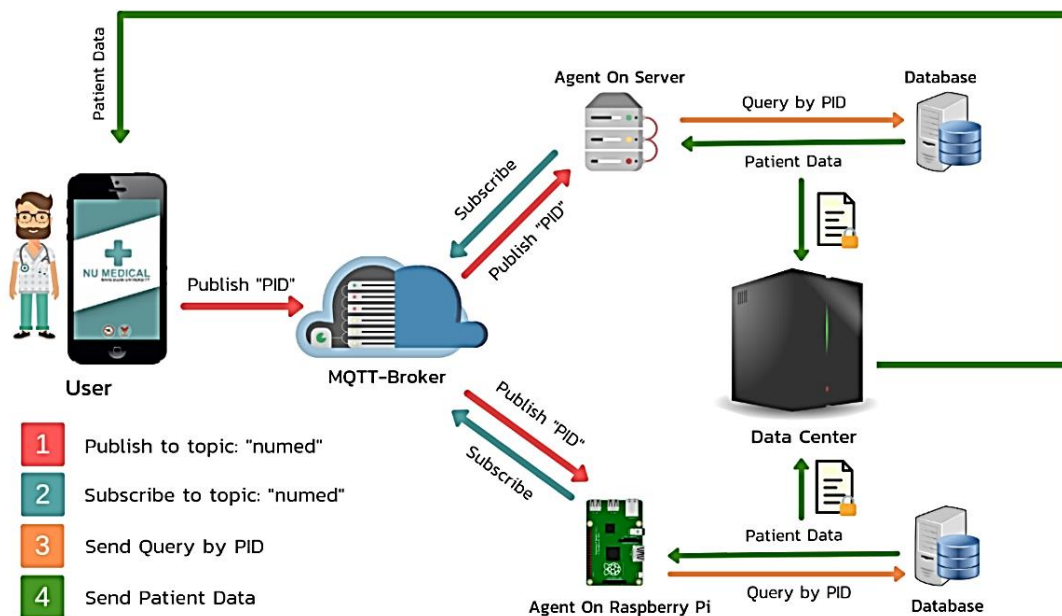 Patient Data
Agent On Server
Database
Query by PID
Patient Data
Subscribe
Publish "PID"
NU MEDICAL
Publish "PID"
MQTT-Broker
User
Publish "PID"
Subscribe
Data Center
1 Publish to topic: "numed"
2 Subscribe to topic: "numed"
3 Send Query by PID
4 Send Patient Data
Patient Data
Query by PID
Agent On Raspberry Pi
Database